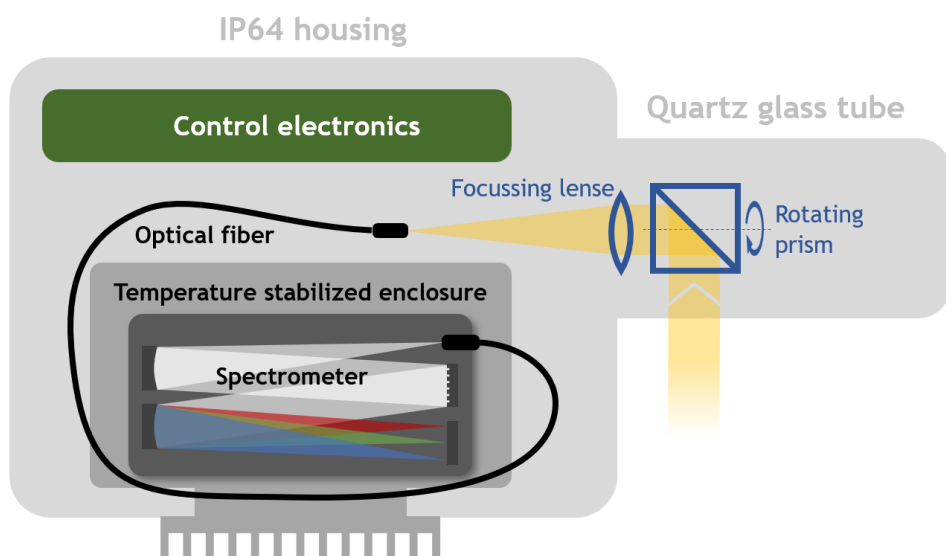 IP64 housing
Quartz glass tube
Control electronics
Focussing lense
Rotating
prism
Optical fiber
Temperature stabilized enclosure
Spectrometer